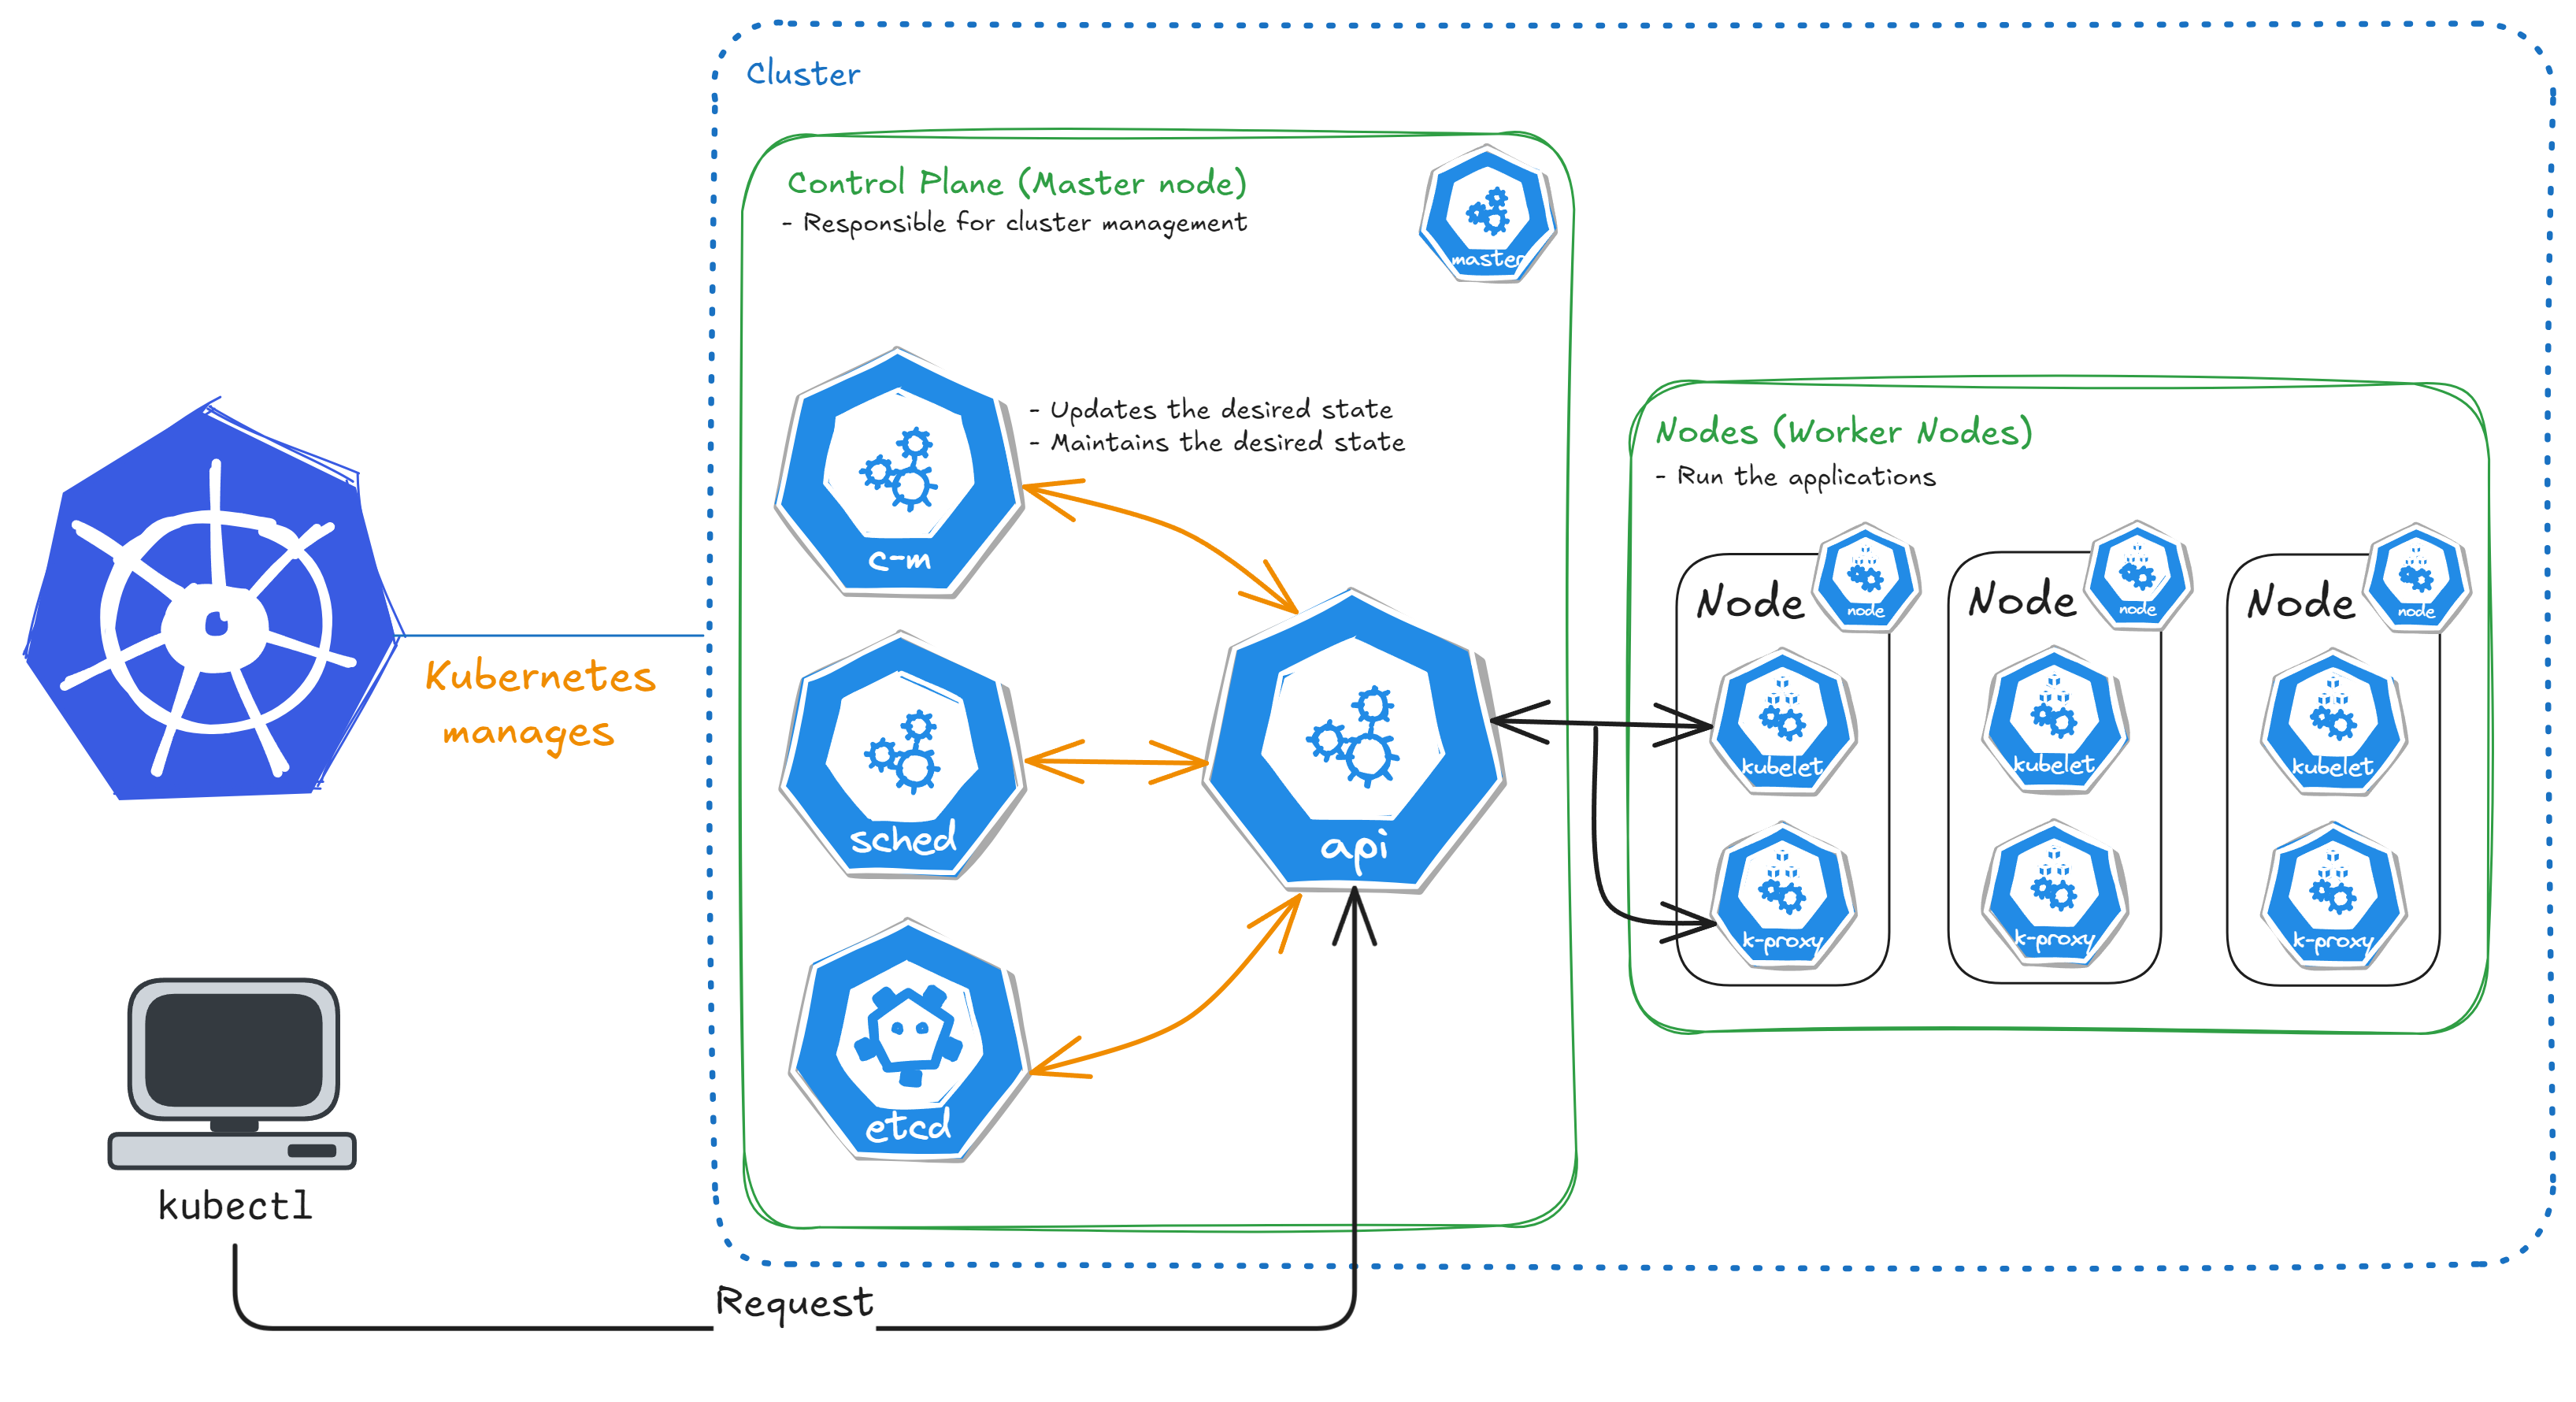 Cluster
Control Plane (Master node)
- Responsible for cluster management
master
c-m
- Updates the desired state
- Maintains the desired state
sched
api
etcd
Kubernetes
manages
Nodes (Worker Nodes)
- Run the applications
Node
node
kubelet
k-proxy
Node
node
kubelet
k-proxy
Node
node
kubelet
k-proxy
kubectl
Request